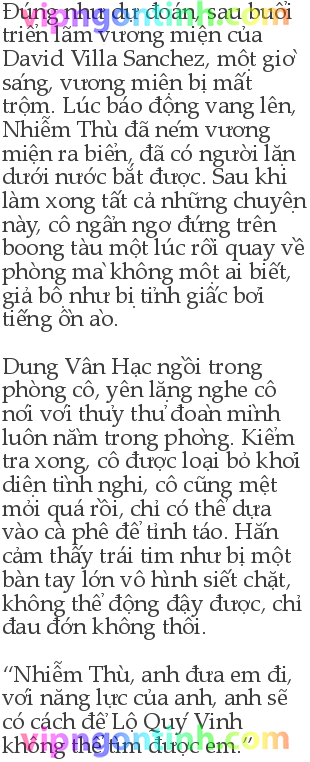 Đúng như dự đoán, sau buổi
vipngontinh.com
triển lãm vương miện của
David Villa Sanchez, một giờ
sáng, vương miện bị mất
trộm. Lúc báo động vang lên,
Nhiễm Thù đã ném vương
miện ra biển, đã có người lặn
dưới nước bắt được. Sau khi
làm xong tất cả những chuyện
này, cô ngẩn ngơ đứng trên
boong tàu một lúc rồi quay về
phòng mà không một ai biết,
giả bộ như bị tỉnh giấc bởi
tiếng ồn ào.
Dung Vân Hạc ngồi trong
phòng cô, yên lặng nghe cô
nói với thuỷ thủ đoàn mình
luôn nằm trong phòng. Kiểm
tra xong, cô được loại bỏ khỏi
diện tình nghi, cô cũng mệt
mỏi quá rồi, chỉ có thể dựa
vào cà phê để tỉnh táo. Hắn
cảm thấy trái tim như bị một
bàn tay lớn vô hình siết chặt,
không thể động đậy được, chỉ
đau đớn không thôi.
“Nhiễm Thù, anh đưa em đi,
với năng lực của anh, anh sẽ
có cách để Lộ Quý Vinh
không thể tìm được em.”
vipngontinh.com